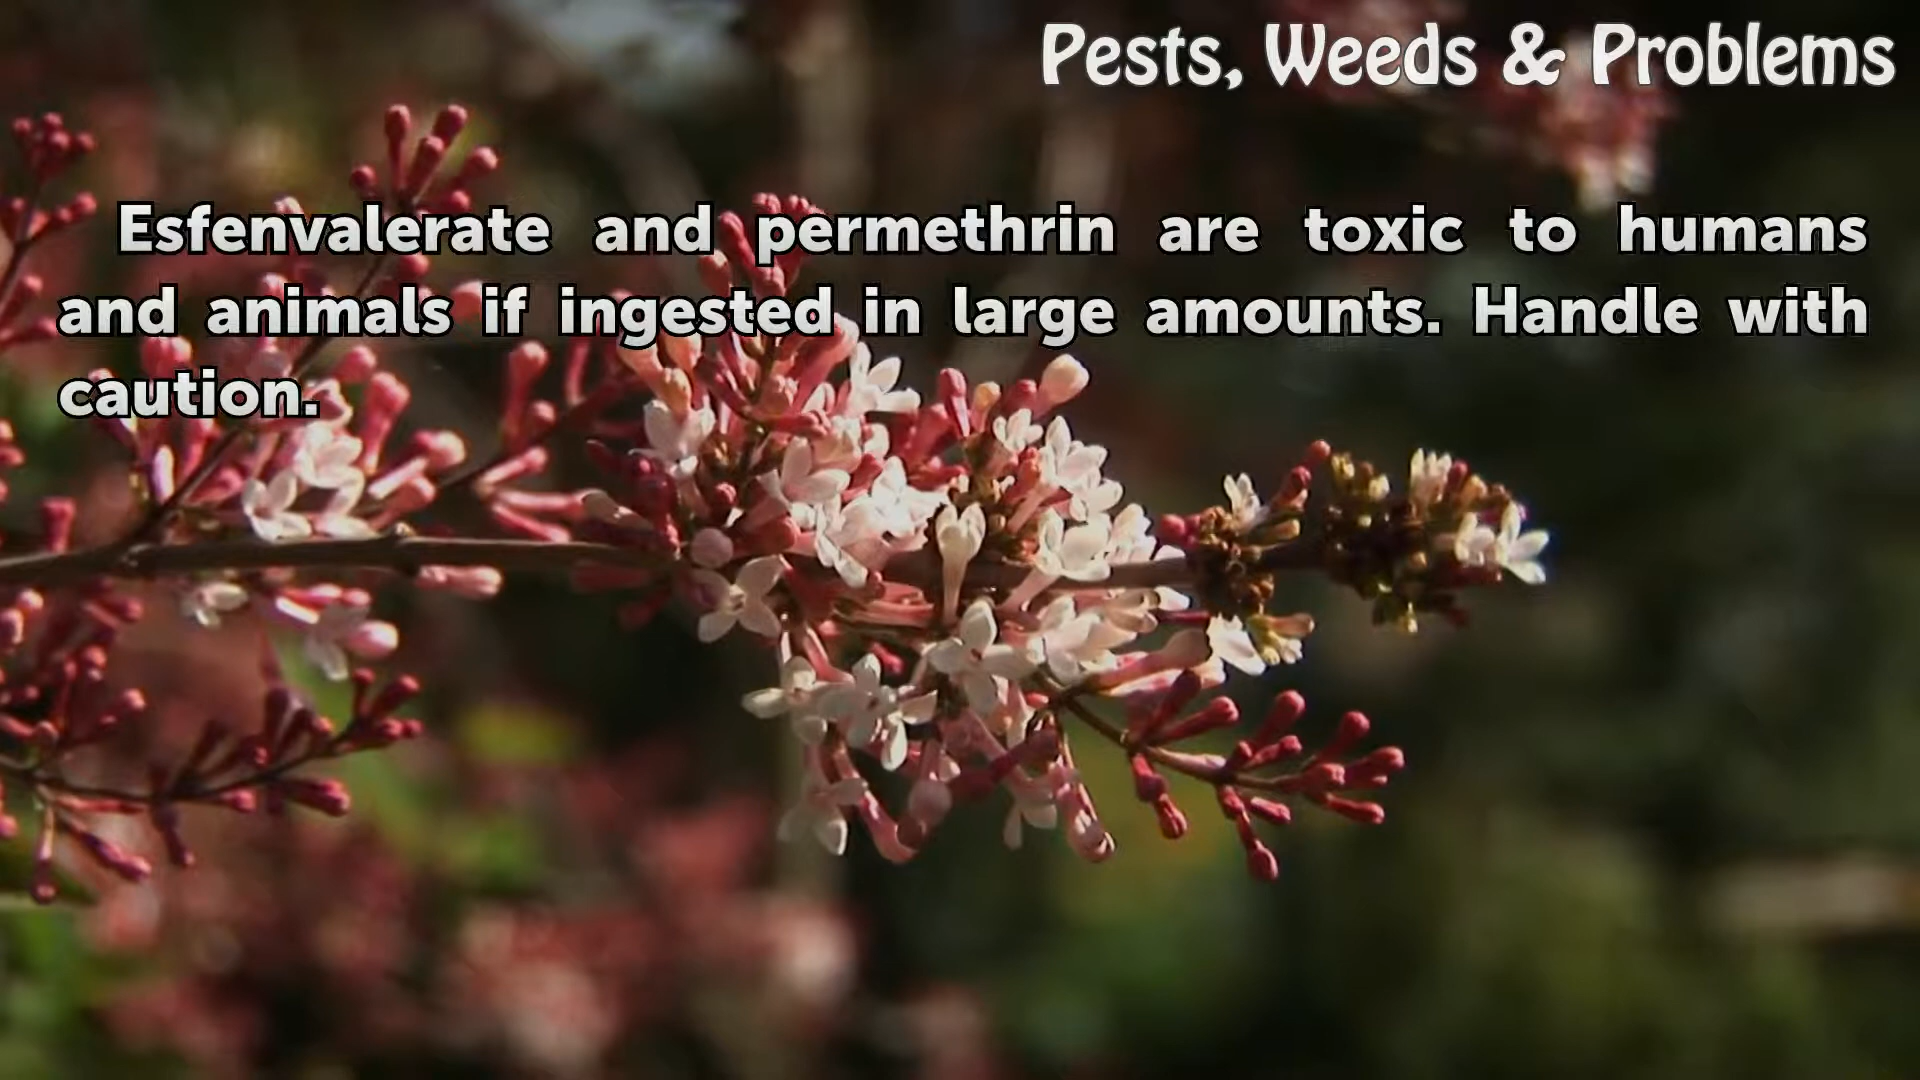 Pests, Weeds & Problems
Esfenvalerate and permethrin are toxic to humans
and animals if ingested in large amounts. Handle with
caution.